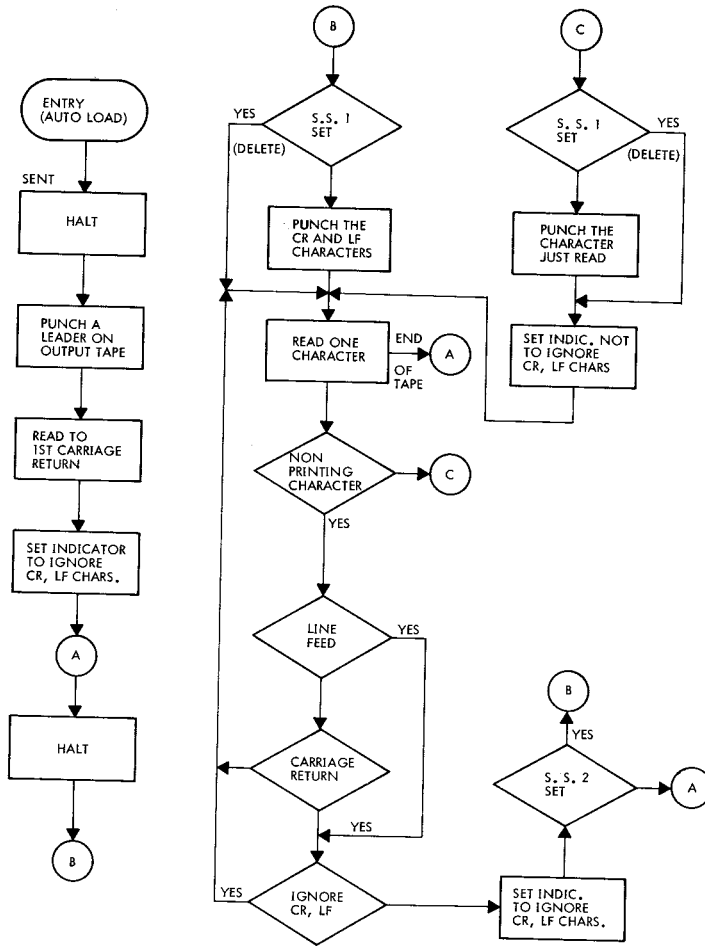 ENTRY
(AUTO LOAD)
SENT
HALT
PUNCH A
LEADER ON
OUTPUT TAPE
READ TO
1ST CARRIAGE
RETURN
SET INDICATOR
TO IGNORE
CR, LF CHARS.
A
HALT
B
B
YES
S. S. 1
SET
(DELETE)
PUNCH THE
CR AND LF
CHARACTERS
READ ONE
CHARACTER
END
OF
TAPE
A
NON
PRINTING
CHARACTER
C
YES
LINE
FEED
YES
CARRIAGE
RETURN
YES
IGNORE
CR, LF
YES
C
S. S. 1
SET
YES
(DELETE)
PUNCH THE
CHARACTER
JUST READ
SET INDIC. NOT
TO IGNORE
CR, LF CHARS
B
YES
S. S. 2
SET
A
SET INDIC.
TO IGNORE
CR, LF CHARS.